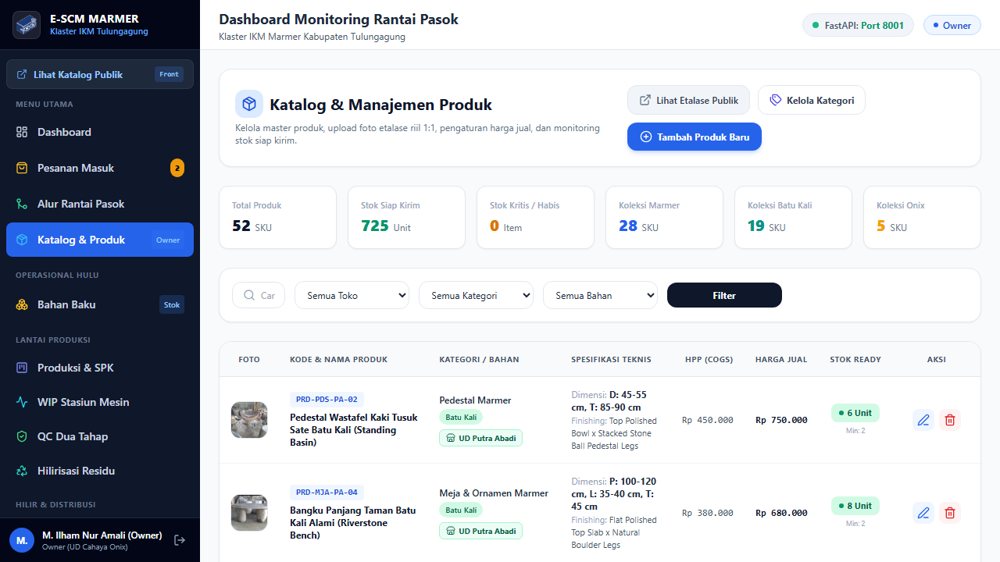 E-SCM MARMER
Klaster IKM Tulungagung
Lihat Katalog Publik
Front
MENU UTAMA
Dashboard
Pesanan Masuk
2
Alur Rantai Pasok
Katalog & Produk
Owner
OPERASIONAL HULU
Bahan Baku
Stok
LANTAI PRODUKSI
Produksi & SPK
WIP Stasiun Mesin
QC Dua Tahap
Hilirisasi Residu
HILIR & DISTRIBUSI
M.
M. Ilham Nur Amali (Owner)
Owner (UD Cahaya Onix)
Dashboard Monitoring Rantai Pasok
Klaster IKM Marmer Kabupaten Tulungagung
FastAPI: Port 8001
Owner
Katalog & Manajemen Produk
Kelola master produk, upload foto etalase riil 1:1, pengaturan harga jual, dan monitoring
stok siap kirim.
Lihat Etalase Publik
Kelola Kategori
Tambah Produk Baru
Total Produk
52 SKU
Stok Siap Kirim
725 Unit
Stok Kritis / Habis
0 Item
Koleksi Marmer
28 SKU
Koleksi Batu Kali
19 SKU
Koleksi Onix
5 SKU
Car
Semua Toko
Semua Kategori
Semua Bahan
Filter
FOTO
KODE & NAMA PRODUK
KATEGORI / BAHAN
SPESIFIKASI TEKNIS
HPP (COGS)
HARGA JUAL
STOK READY
AKSI
PRD-PDS-PA-02
Pedestal Wastafel Kaki Tusuk
Sate Batu Kali (Standing
Basin)
Pedestal Marmer
Batu Kali
UD Putra Abadi
Dimensi: D: 45-55
cm, T: 85-90 cm
Finishing: Top Polished
Bowl x Stacked Stone
Ball Pedestal Legs
Rp 450.000
Rp 750.000
6 Unit
Min: 2
PRD-MJA-PA-04
Bangku Panjang Taman Batu
Kali Alami (Riverstone
Bench)
Meja & Ornamen Marmer
Batu Kali
UD Putra Abadi
Dimensi: P: 100-120
cm, L: 35-40 cm, T:
45 cm
Finishing: Flat Polished
Top Slab x Natural
Boulder Legs
Rp 380.000
Rp 680.000
8 Unit
Min: 2